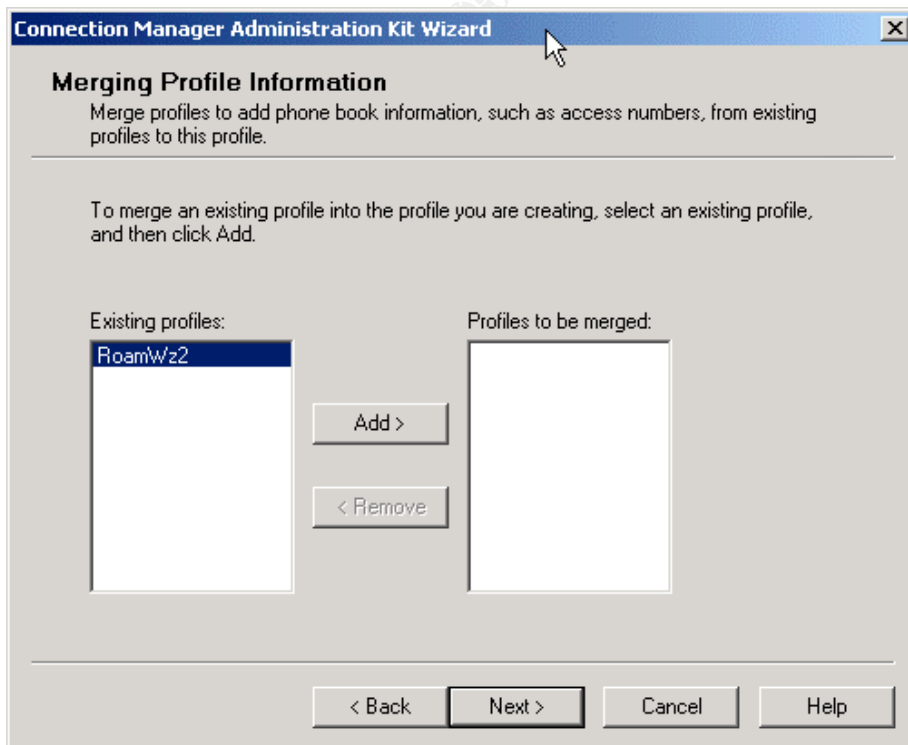 Connection Manager Administration Kit Wizard
Merging Profile Information
Merge profiles to add phone book information, such as access numbers, from existing
profiles to this profile.
To merge an existing profile into the profile you are creating, select an existing profile,
and then click Add.
Existing profiles:
Profiles to be merged:
RoamWz2
Add >
< Remove
< Back
Next >
Cancel
Help